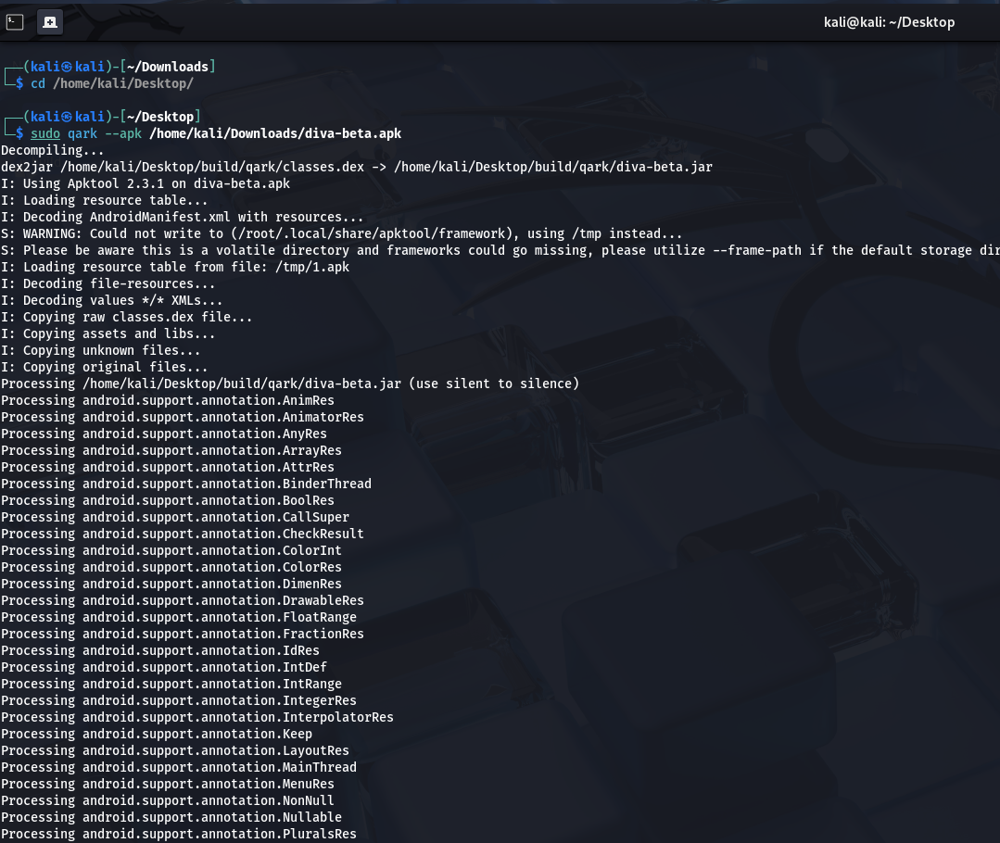 kali@kali: ~/Desktop
(kali㉿kali)-[~/Downloads]
$ cd /home/kali/Desktop/
(kali㉿kali)-[~/Desktop]
$ sudo qark --apk /home/kali/Downloads/diva-beta.apk
Decompiling...
dex2jar /home/kali/Desktop/build/qark/classes.dex -> /home/kali/Desktop/build/qark/diva-beta.jar
I: Using Apktool 2.3.1 on diva-beta.apk
I: Loading resource table...
I: Decoding AndroidManifest.xml with resources...
S: WARNING: Could not write to (/root/.local/share/apktool/framework), using /tmp instead...
S: Please be aware this is a volatile directory and frameworks could go missing, please utilize --frame-path if the default storage dir
I: Loading resource table from file: /tmp/1.apk
I: Decoding file-resources...
I: Decoding values */* XMLs...
I: Copying raw classes.dex file...
I: Copying assets and libs...
I: Copying unknown files...
I: Copying original files...
Processing /home/kali/Desktop/build/qark/diva-beta.jar (use silent to silence)
Processing android.support.annotation.AnimRes
Processing android.support.annotation.AnimatorRes
Processing android.support.annotation.AnyRes
Processing android.support.annotation.ArrayRes
Processing android.support.annotation.AttrRes
Processing android.support.annotation.BinderThread
Processing android.support.annotation.BoolRes
Processing android.support.annotation.CallSuper
Processing android.support.annotation.CheckResult
Processing android.support.annotation.ColorInt
Processing android.support.annotation.ColorRes
Processing android.support.annotation.DimenRes
Processing android.support.annotation.DrawableRes
Processing android.support.annotation.FloatRange
Processing android.support.annotation.FractionRes
Processing android.support.annotation.IdRes
Processing android.support.annotation.IntDef
Processing android.support.annotation.IntRange
Processing android.support.annotation.IntegerRes
Processing android.support.annotation.InterpolatorRes
Processing android.support.annotation.Keep
Processing android.support.annotation.LayoutRes
Processing android.support.annotation.MainThread
Processing android.support.annotation.MenuRes
Processing android.support.annotation.NonNull
Processing android.support.annotation.Nullable
Processing android.support.annotation.PluralsRes